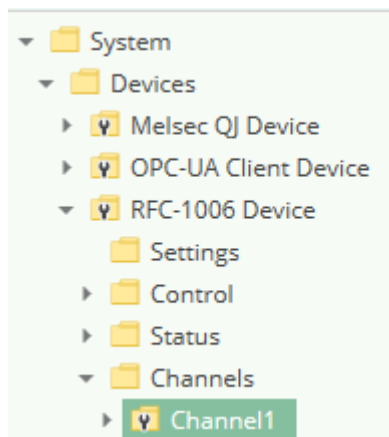 System
Devices
Melsec QJ Device
OPC-UA Client Device
RFC-1006 Device
Settings
Control
Status
Channels
Channel1